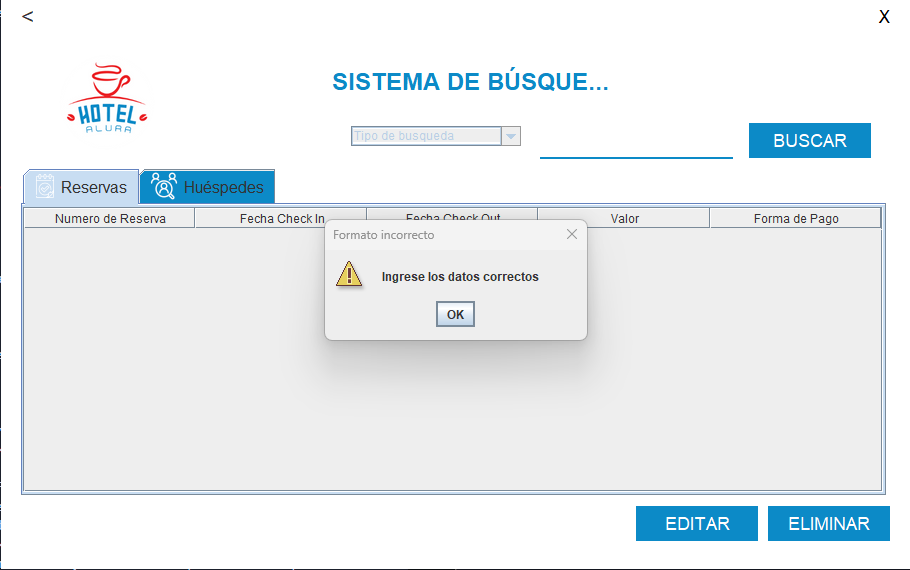 <
X
HOTEL
ALURA
SISTEMA DE BÚSQUE...
Tipo de busqueda
BUSCAR
Reservas
Huéspedes
Numero de Reserva
Fecha Check In
Fecha Check Out
Valor
Forma de Pago
Formato incorrecto
Ingrese los datos correctos
OK
EDITAR
ELIMINAR